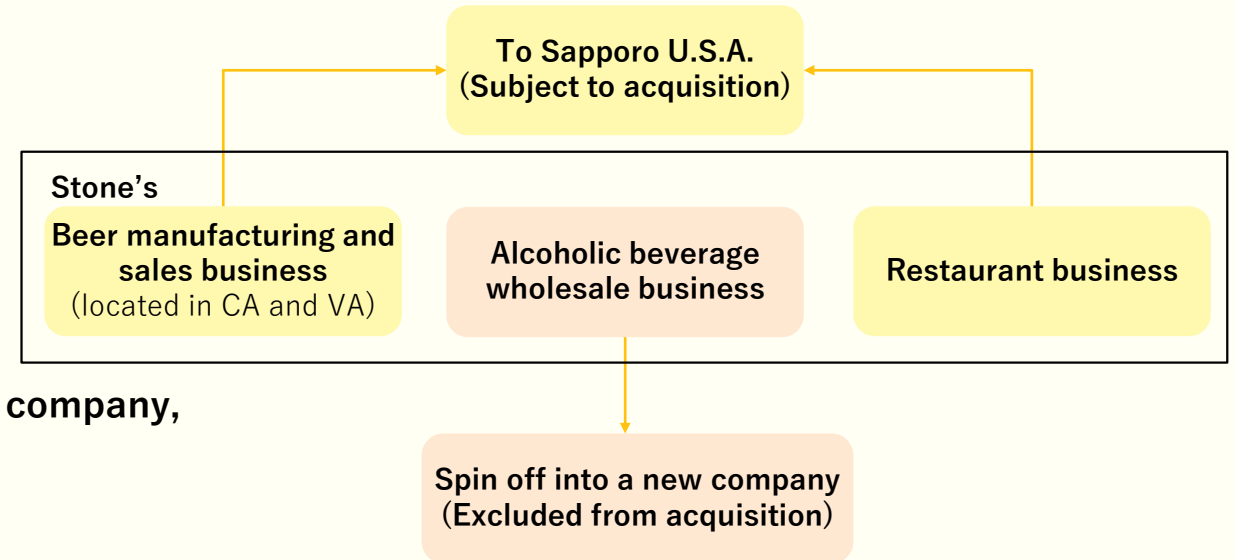 To Sapporo U.S.A.
(Subject to acquisition)
Stone’s
Beer manufacturing and
sales business
(located in CA and VA)
Alcoholic beverage
wholesale business
Restaurant business
company,
Spin off into a new company
(Excluded from acquisition)